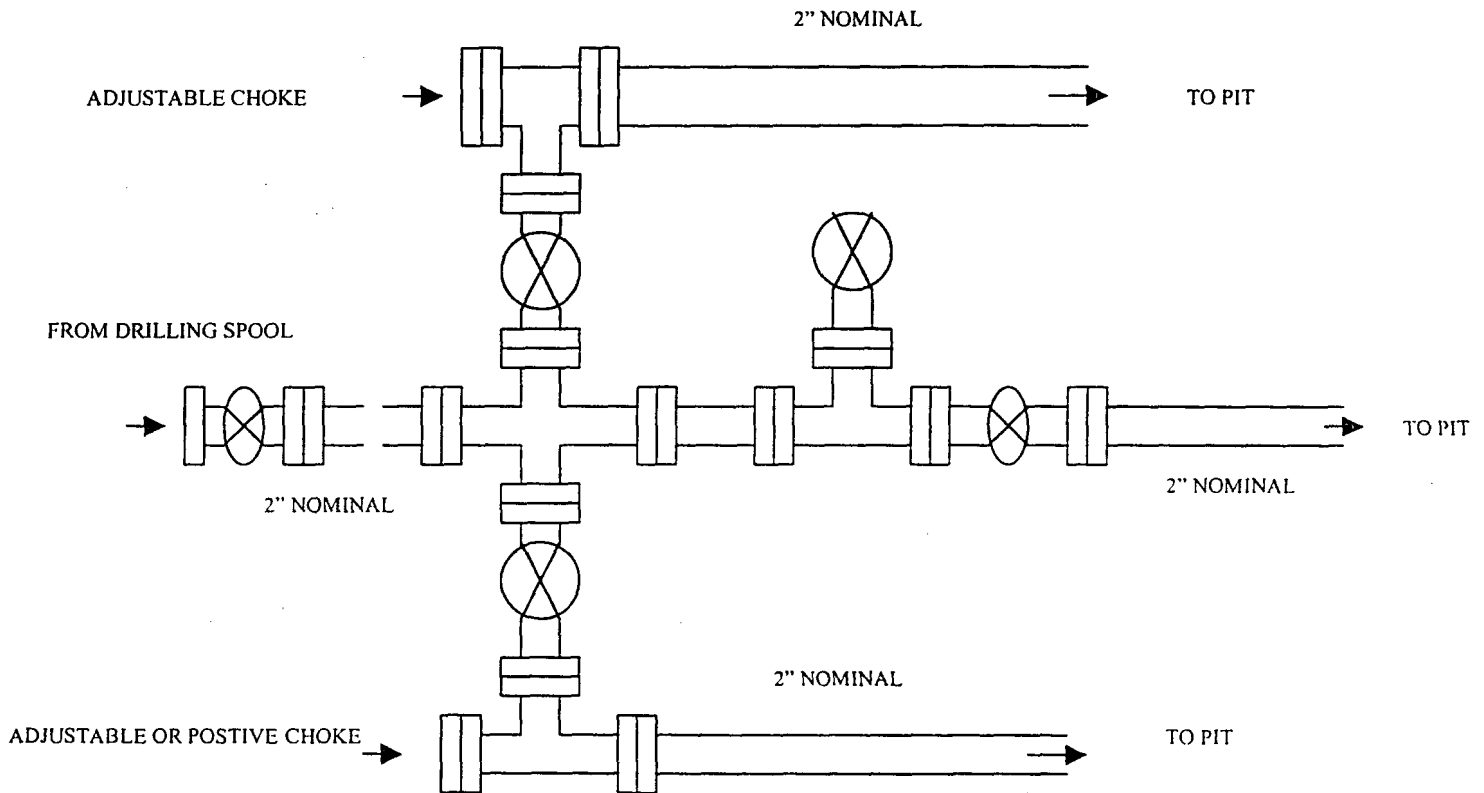 2” NOMINAL
ADJUSTABLE CHOKE
TO PIT
FROM DRILLING SPOOL
TO PIT
2” NOMINAL
2” NOMINAL
2” NOMINAL
ADJUSTABLE OR POSTIVE CHOKE
TO PIT